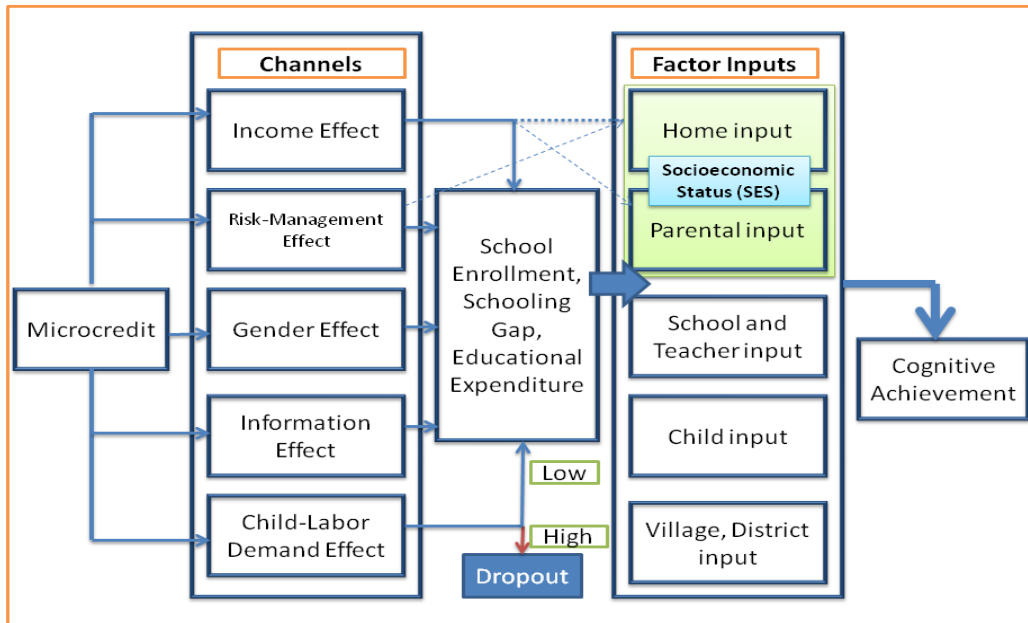 Channels
Factor Inputs
Income Effect
Home input
Socioeconomic
Status (SES)
Risk-Management
Effect
Parental input
School
Enrollment,
Schooling
Gap,
Educational
Expenditure
Microcredit
Gender Effect
School and
Teacher input
Cognitive
Achievement
Information
Effect
Child input
Low
Child-Labor
Demand Effect
High
Village, District
input
Dropout